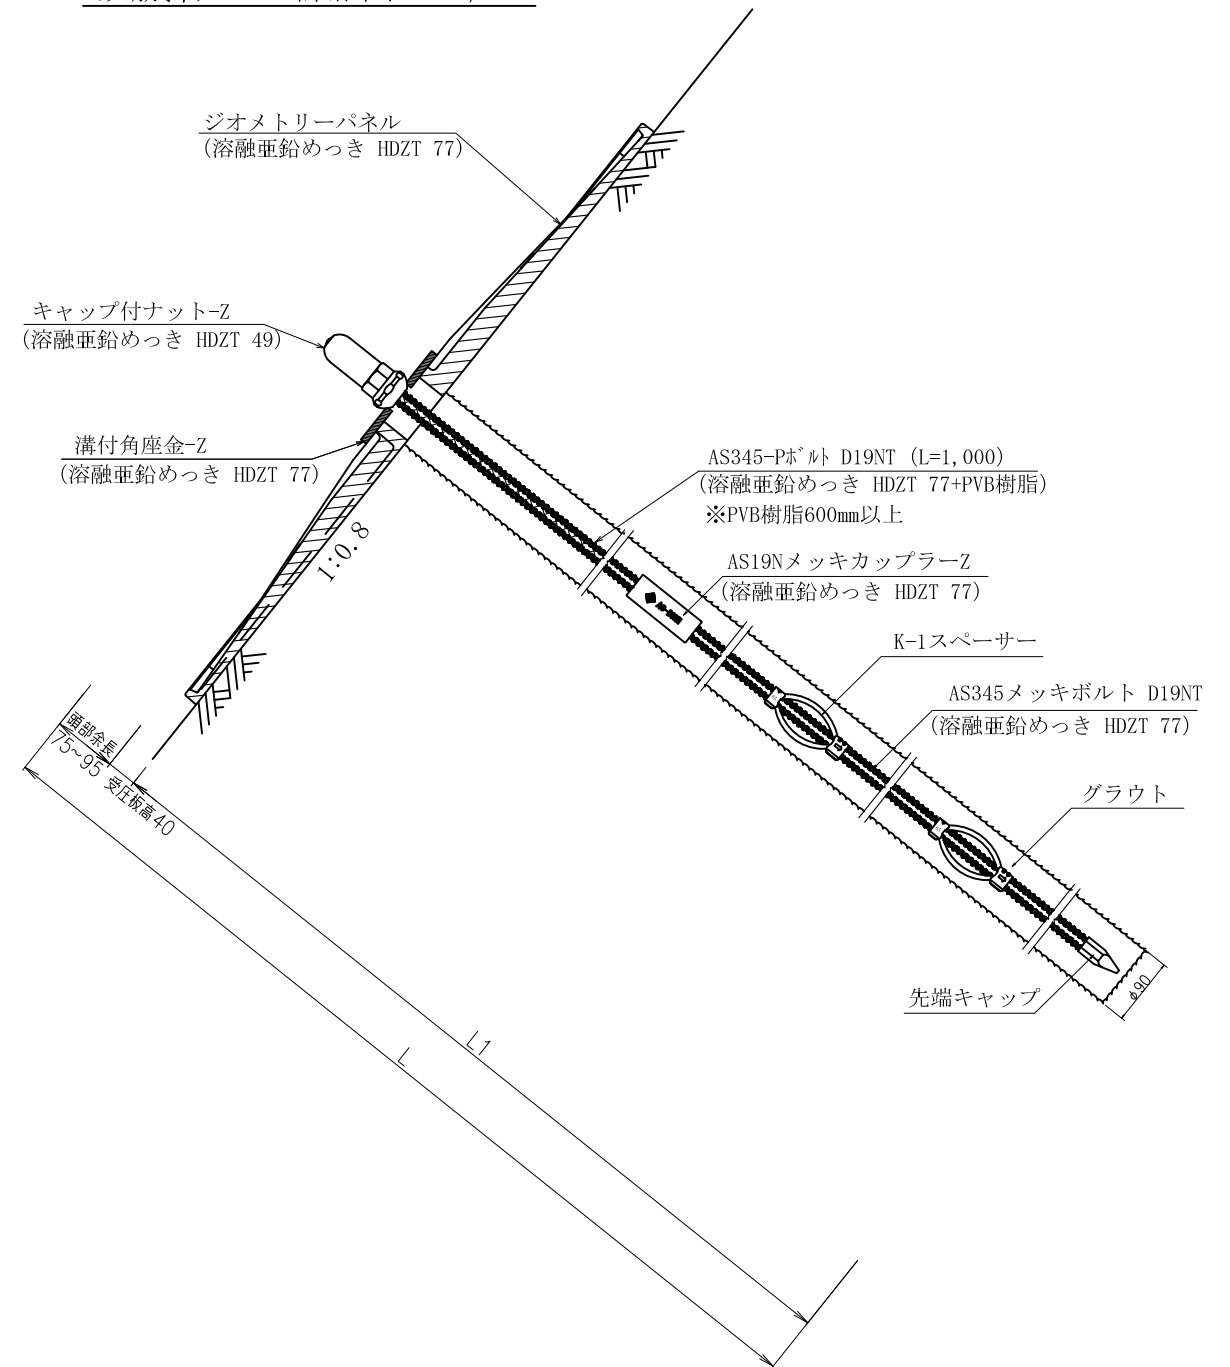 ジオメトリーパネル
(溶融亜鉛めっき HDZT 77)
キャップ付ナット-Z
(溶融亜鉛めっき HDZT 49)
溝付角座金-Z
(溶融亜鉛めっき HDZT 77)
1:0.8
AS345-Pﾎﾞﾙﾄ D19NT (L=1,000)
(溶融亜鉛めっき HDZT 77+PVB樹脂)
※PVB樹脂600mm以上
AS19NメッキカップラーZ
(溶融亜鉛めっき HDZT 77)
K-1スペーサー
AS345メッキボルト D19NT
(溶融亜鉛めっき HDZT 77)
グラウト
先端キャップ
φ90
頭部余長
75~95
受圧板高40
L1
L